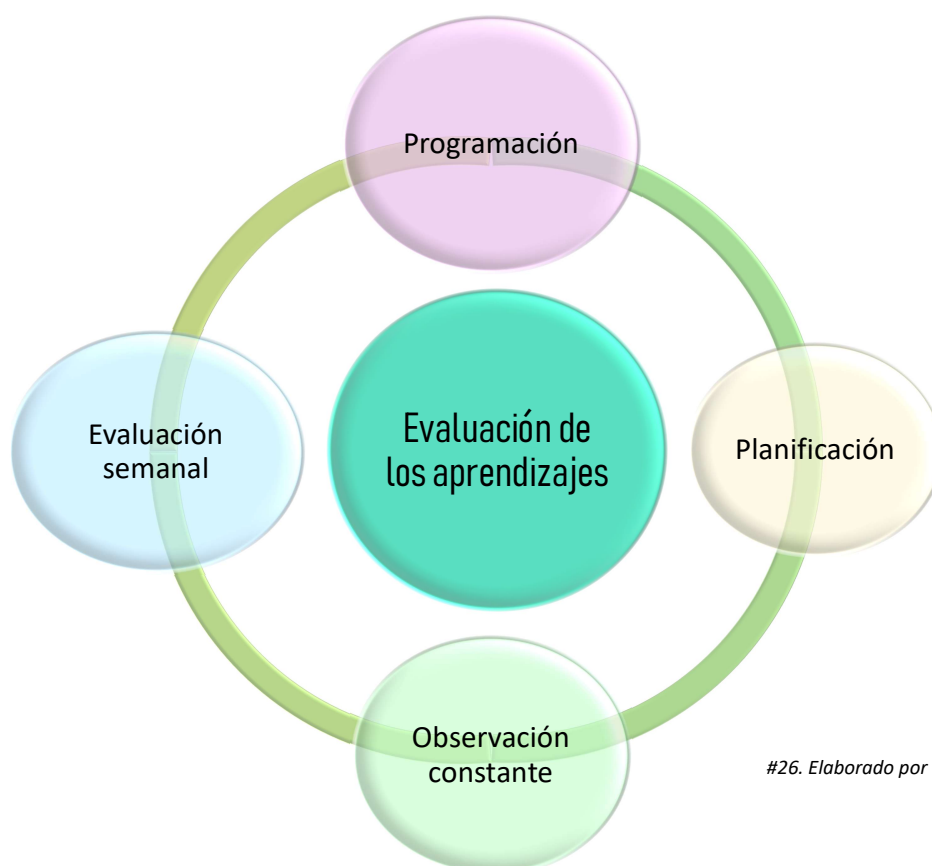 Programación
Evaluación
semanal
Evaluación de
los aprendizajes
Planificación
Observación
constante
#26. Elaborado por